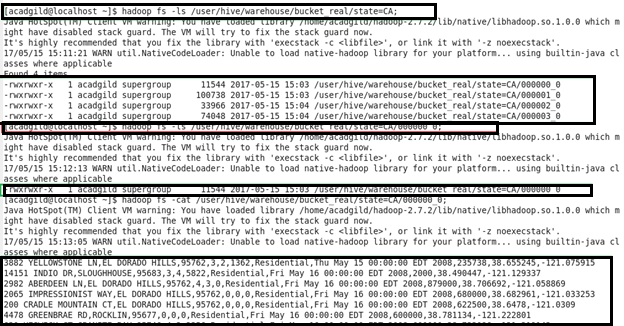 [acadgild@localhost ~]$ hadoop fs -ls /user/hive/warehouse/bucket_real/state=CA;
Java HotSpot(TM) Client VM warning: You have loaded library /home/acadgild/hadoop-2.7.2/lib/native/libhadoop.so.1.0.0 which m
ight have disabled stack guard. The VM will try to fix the stack guard now.
It's highly recommended that you fix the library with 'execstack -c <libfile>', or link it with '-z noexecstack'.
17/05/15 15:11:21 WARN util.NativeCodeLoader: Unable to load native-hadoop library for your platform... using builtin-java cl
asses where applicable
Found 4 items
-rwxrwxr-x 1 acadgild supergroup 11544 2017-05-15 15:03 /user/hive/warehouse/bucket_real/state=CA/000000_0
-rwxrwxr-x 1 acadgild supergroup 100738 2017-05-15 15:03 /user/hive/warehouse/bucket_real/state=CA/000001_0
-rwxrwxr-x 1 acadgild supergroup 33966 2017-05-15 15:04 /user/hive/warehouse/bucket_real/state=CA/000002_0
-rwxrwxr-x 1 acadgild supergroup 74048 2017-05-15 15:04 /user/hive/warehouse/bucket_real/state=CA/000003_0
[acadgild@localhost ~]$ hadoop fs -ls /user/hive/warehouse/bucket_real/state=CA/000000_0;
Java HotSpot(TM) Client VM warning: You have loaded library /home/acadgild/hadoop-2.7.2/lib/native/libhadoop.so.1.0.0 which m
ight have disabled stack guard. The VM will try to fix the stack guard now.
It's highly recommended that you fix the library with 'execstack -c <libfile>', or link it with '-z noexecstack'.
17/05/15 15:12:13 WARN util.NativeCodeLoader: Unable to load native-hadoop library for your platform... using builtin-java cl
asses where applicable
-rwxrwxr-x 1 acadgild supergroup 11544 2017-05-15 15:03 /user/hive/warehouse/bucket_real/state=CA/000000_0
[acadgild@localhost ~]$ hadoop fs -cat /user/hive/warehouse/bucket_real/state=CA/000000_0;
Java HotSpot(TM) Client VM warning: You have loaded library /home/acadgild/hadoop-2.7.2/lib/native/libhadoop.so.1.0.0 which m
ight have disabled stack guard. The VM will try to fix the stack guard now.
It's highly recommended that you fix the library with 'execstack -c <libfile>', or link it with '-z noexecstack'.
17/05/15 15:13:05 WARN util.NativeCodeLoader: Unable to load native-hadoop library for your platform... using builtin-java cl
asses where applicable
3882 YELLOWSTONE LN,EL DORADO HILLS,95762,3,2,1362,Residential,Thu May 15 00:00:00 EDT 2008,235738,38.655245,-121.075915
14151 INDIO DR,SLOUGHHOUSE,95683,3,4,5822,Residential,Fri May 16 00:00:00 EDT 2008,2000,38.490447,-121.129337
2982 ABERDEEN LN,EL DORADO HILLS,95762,4,3,0,Residential,Fri May 16 00:00:00 EDT 2008,879000,38.706692,-121.058869
2065 IMPRESSIONIST WAY,EL DORADO HILLS,95762,0,0,0,Residential,Fri May 16 00:00:00 EDT 2008,680000,38.682961,-121.033253
200 CRADLE MOUNTAIN CT,EL DORADO HILLS,95762,0,0,0,Residential,Fri May 16 00:00:00 EDT 2008,622500,38.6478,-121.0309
4478 GREENBRAE RD,ROCKLIN,95677,0,0,0,Residential,Fri May 16 00:00:00 EDT 2008,600000,38.781134,-121.222801